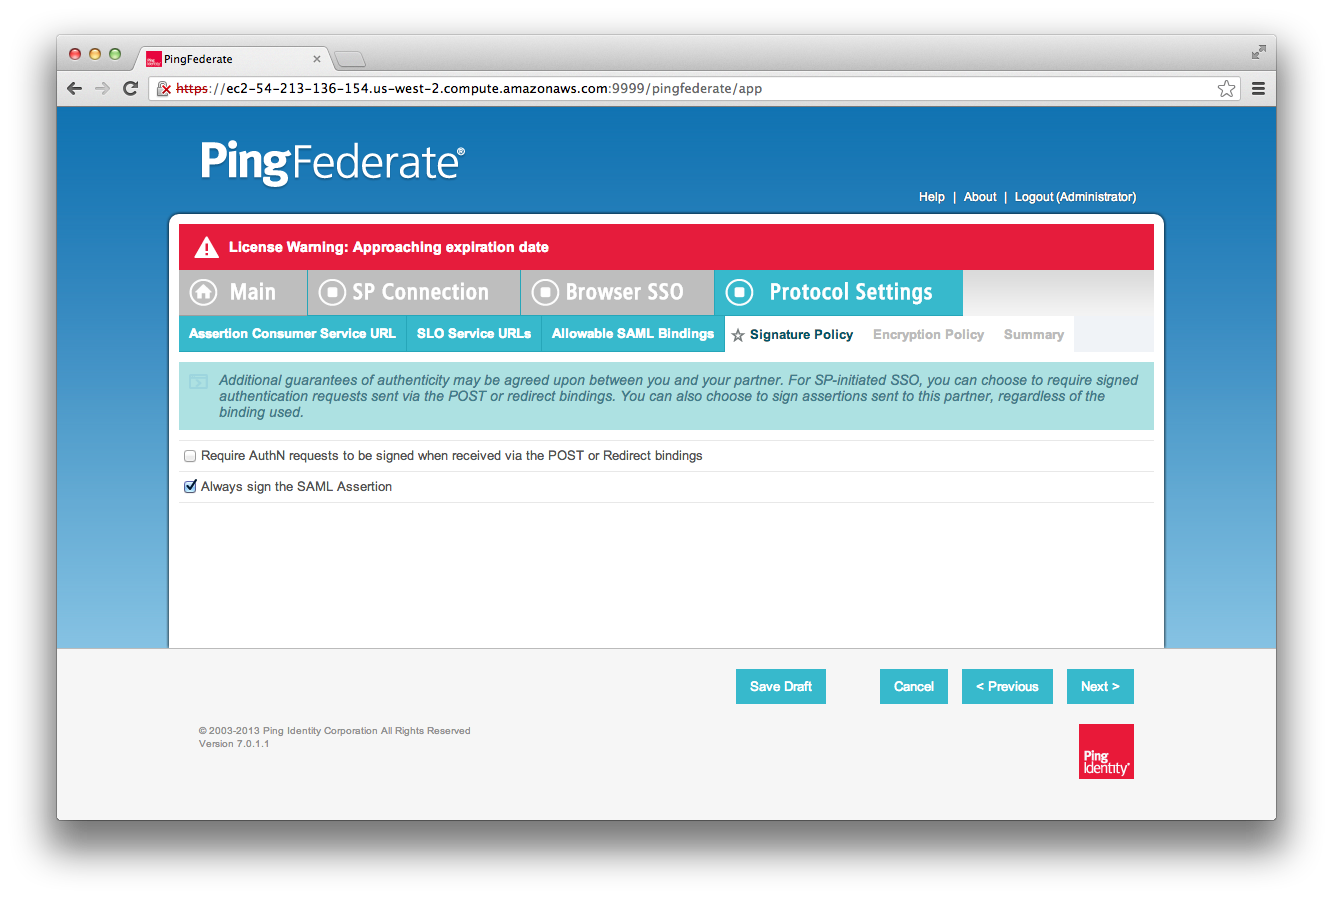 PingFederate
https://ec2-54-213-136-154.us-west-2.compute.amazonaws.com:9999/pingfederate/app
PingFederate®
Help | About | Logout (Administrator)
License Warning: Approaching expiration date
Main SP Connection Browser SSO Protocol Settings
Assertion Consumer Service URL SLO Service URLs Allowable SAML Bindings Signature Policy Encryption Policy Summary
Additional guarantees of authenticity may be agreed upon between you and your partner. For SP-initiated SSO, you can choose to require signed
authentication requests sent via the POST or redirect bindings. You can also choose to sign assertions sent to this partner, regardless of the
binding used.
Require AuthN requests to be signed when received via the POST or Redirect bindings
Always sign the SAML Assertion
Save Draft Cancel < Previous Next >
© 2003-2013 Ping Identity Corporation All Rights Reserved
Version 7.0.1.1
Ping
Identity